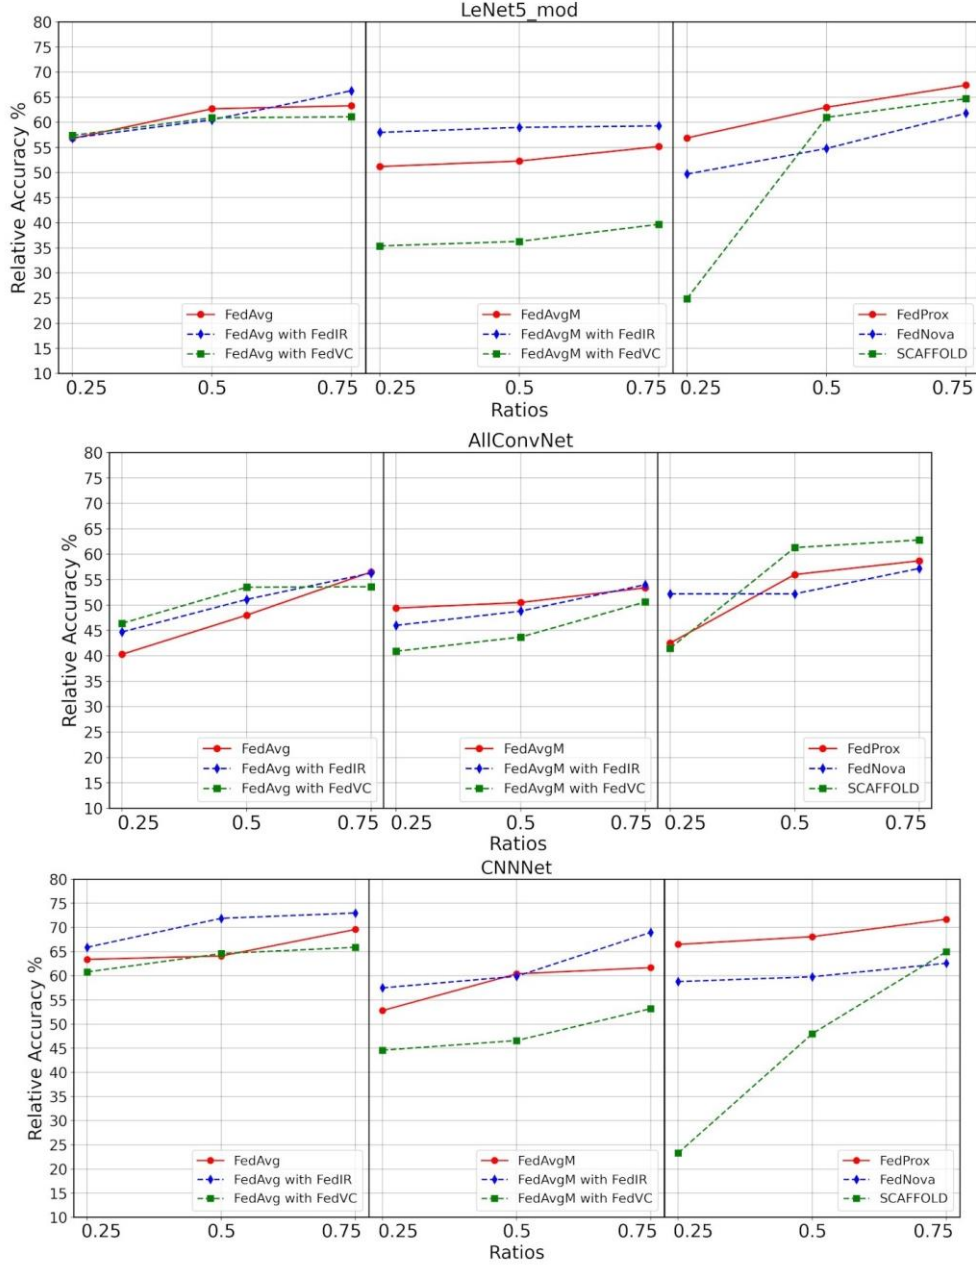 LeNet5_mod
Relative Accuracy %
80
75
70
65
60
55
50
45
40
35
30
25
20
15
10
FedAvg
FedAvg with FedIR
FedAvg with FedVC
FedAvgM
FedAvgM with FedIR
FedAvgM with FedVC
FedProx
FedNova
SCAFFOLD
0.25 0.5 0.75 0.25 0.5 0.75 0.25 0.5 0.75
Ratios
AllConvNet
Relative Accuracy %
80
75
70
65
60
55
50
45
40
35
30
25
20
15
10
FedAvg
FedAvg with FedIR
FedAvg with FedVC
FedAvgM
FedAvgM with FedIR
FedAvgM with FedVC
FedProx
FedNova
SCAFFOLD
0.25 0.5 0.75 0.25 0.5 0.75 0.25 0.5 0.75
Ratios
CNNNet
Relative Accuracy %
80
75
70
65
60
55
50
45
40
35
30
25
20
15
10
FedAvg
FedAvg with FedIR
FedAvg with FedVC
FedAvgM
FedAvgM with FedIR
FedAvgM with FedVC
FedProx
FedNova
SCAFFOLD
0.25 0.5 0.75 0.25 0.5 0.75 0.25 0.5 0.75
Ratios